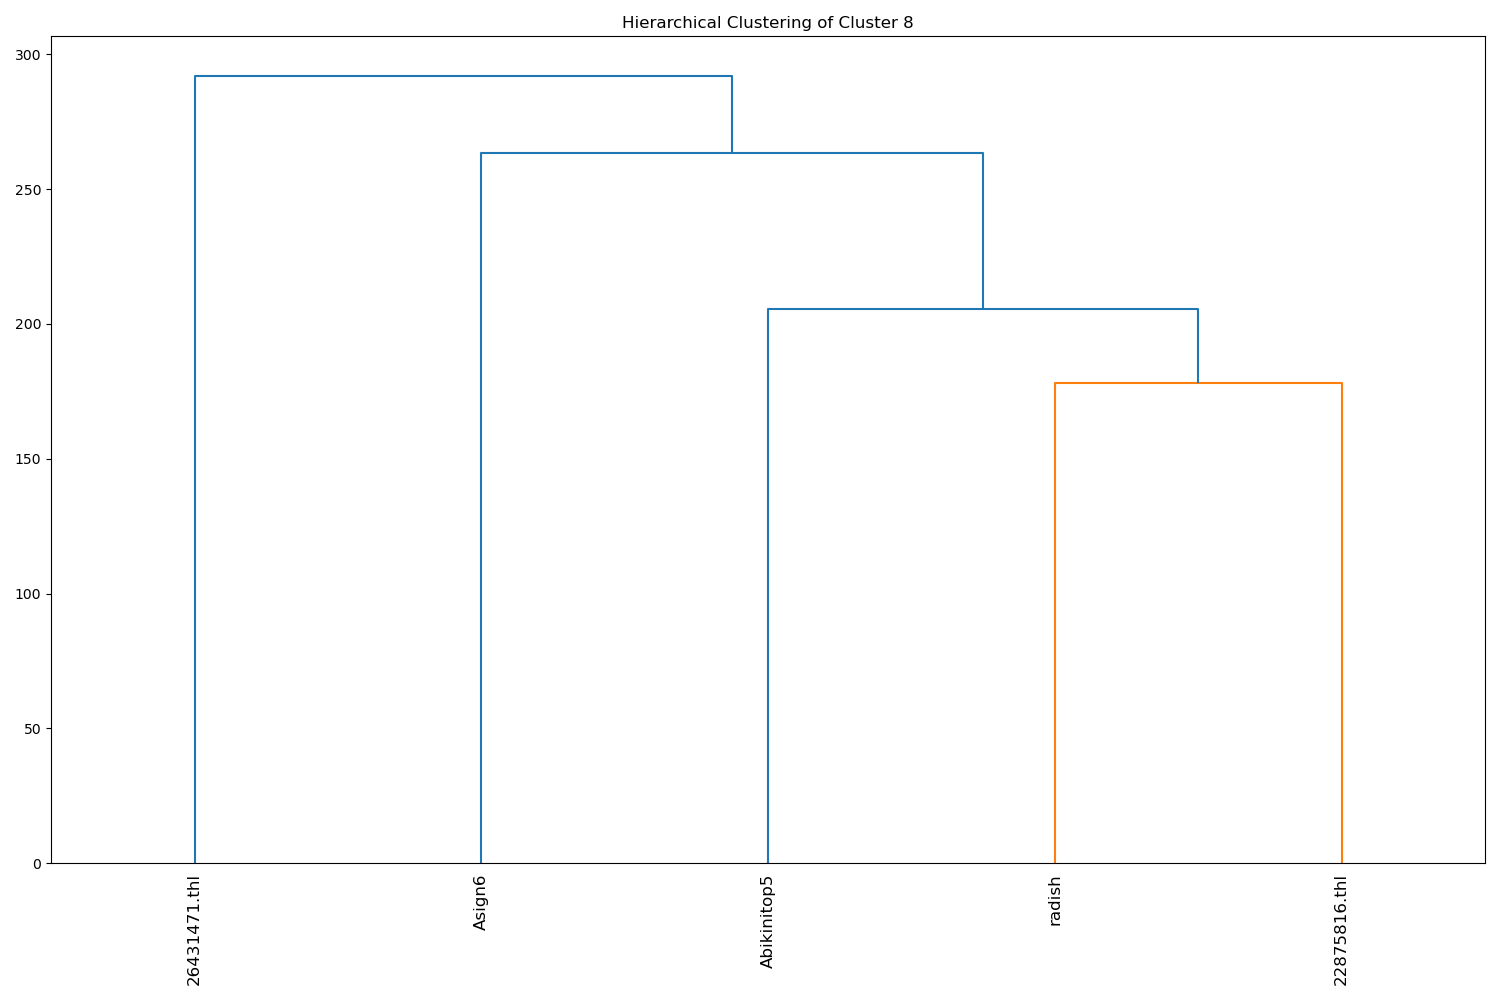 Hierarchical Clustering of Cluster 8
300
250
200
150
100
50
0
26431471.thl
Asign6
Abikinitop5
radish
22875816.thl